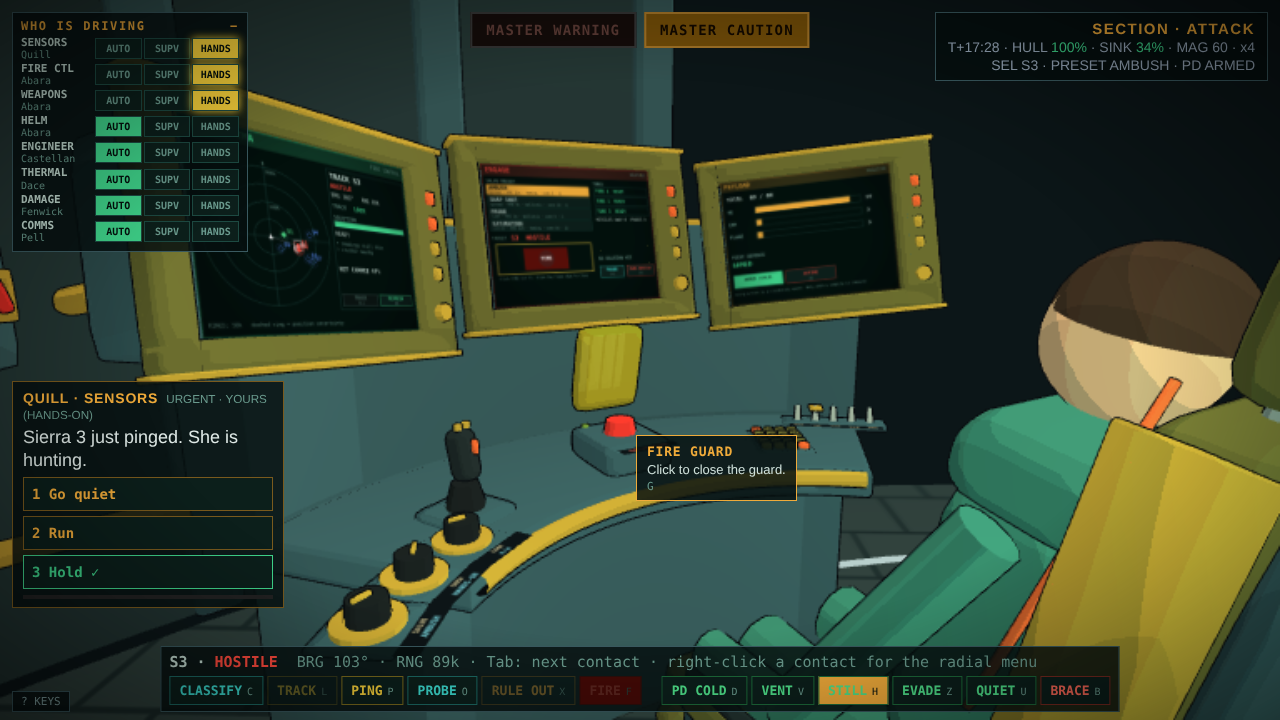 WHO IS DRIVING –
SENSORS
Quill
AUTO SUPV HANDS
FIRE CTL
Abara
AUTO SUPV HANDS
WEAPONS
Abara
AUTO SUPV HANDS
HELM
Abara
AUTO SUPV HANDS
ENGINEER
Castellan
AUTO SUPV HANDS
THERMAL
Dace
AUTO SUPV HANDS
DAMAGE
Fenwick
AUTO SUPV HANDS
COMMS
Pell
AUTO SUPV HANDS
MASTER WARNING MASTER CAUTION
SECTION · ATTACK
T+17:28 · HULL 100% · SINK 34% · MAG 60 · x4
SEL S3 · PRESET AMBUSH · PD ARMED
TRACK S3
HOSTILE
ENGAGE
S3 HOSTILE
QUILL · SENSORS URGENT · YOURS
(HANDS-ON)
Sierra 3 just pinged. She is
hunting.
1 Go quiet
2 Run
3 Hold ✓
FIRE GUARD
Click to close the guard.
G
S3 · HOSTILE BRG 103° · RNG 89k · Tab: next contact · right-click a contact for the radial menu
CLASSIFY C TRACK L PING P PROBE O RULE OUT X FIRE F PD COLD D VENT V STILL H EVADE Z QUIET U BRACE B
? KEYS